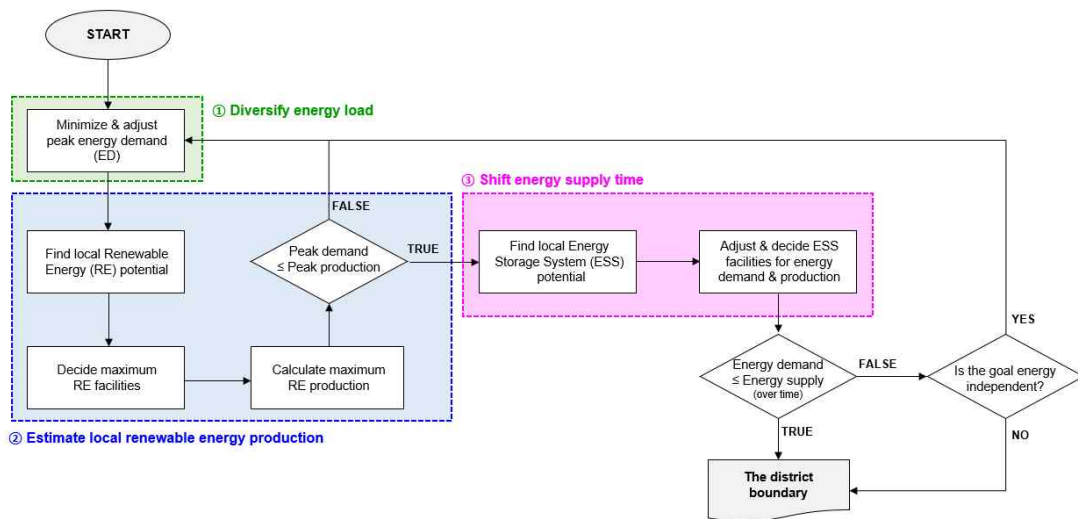 START
① Diversify energy load
Minimize & adjust
peak energy demand
(ED)
③ Shift energy supply time
FALSE
Find local Renewable
Energy (RE) potential
Peak demand
≤ Peak production
TRUE
Find local Energy
Storage System (ESS)
potential
Adjust & decide ESS
facilities for energy
demand & production
YES
Decide maximum
RE facilities
Calculate maximum
RE production
Energy demand
≤ Energy supply
(over time)
FALSE
Is the goal energy
independent?
② Estimate local renewable energy production
TRUE
NO
The district
boundary